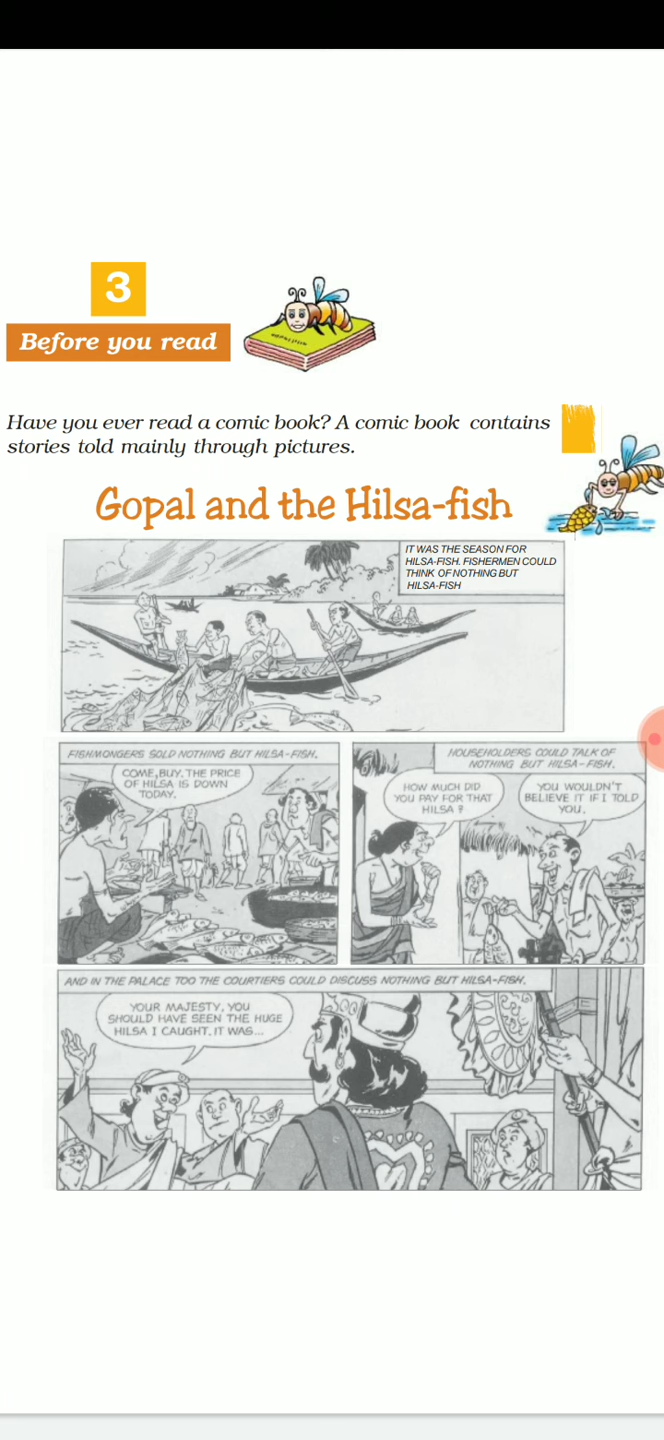 3
Before you read
Have you ever read a comic book? A comic book contains
stories told mainly through pictures.
Gopal and the Hilsa-fish
IT WAS THE SEASON FOR
HILSA-FISH. FISHERMEN COULD
THINK OF NOTHING BUT
HILSA-FISH
FISHMONGERS SOLD NOTHING BUT HILSA-FISH.
COME, BUY. THE PRICE
OF HILSA IS DOWN
TODAY.
HOUSEHOLDERS COULD TALK OF
NOTHING BUT HILSA-FISH.
HOW MUCH DID
YOU PAY FOR THAT
HILSA ?
YOU WOULDN'T
BELIEVE IT IF I TOLD
YOU.
AND IN THE PALACE TOO THE COURTIERS COULD DISCUSS NOTHING BUT HILSA-FISH.
YOUR MAJESTY, YOU
SHOULD HAVE SEEN THE HUGE
HILSA I CAUGHT. IT WAS...